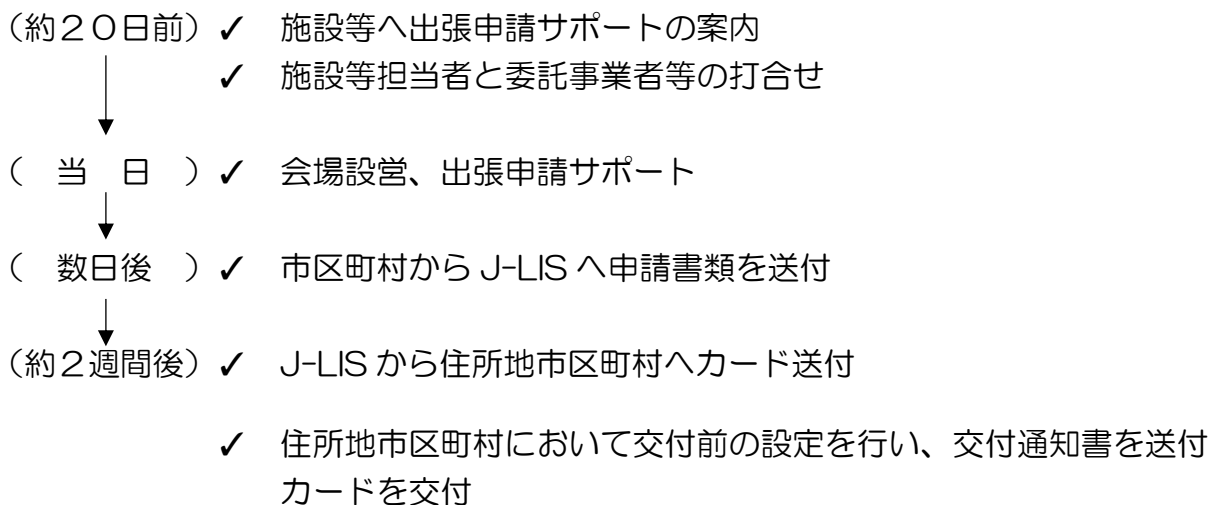 （約２０日前）✓ 施設等へ出張申請サポートの案内
✓ 施設等担当者と委託事業者等の打合せ
（ 当 日 ）✓ 会場設営、出張申請サポート
（ 数日後 ）✓ 市区町村から J-LIS へ申請書類を送付
（約２週間後）✓ J-LIS から住所地市区町村へカード送付
✓ 住所地市区町村において交付前の設定を行い、交付通知書を送付
カードを交付